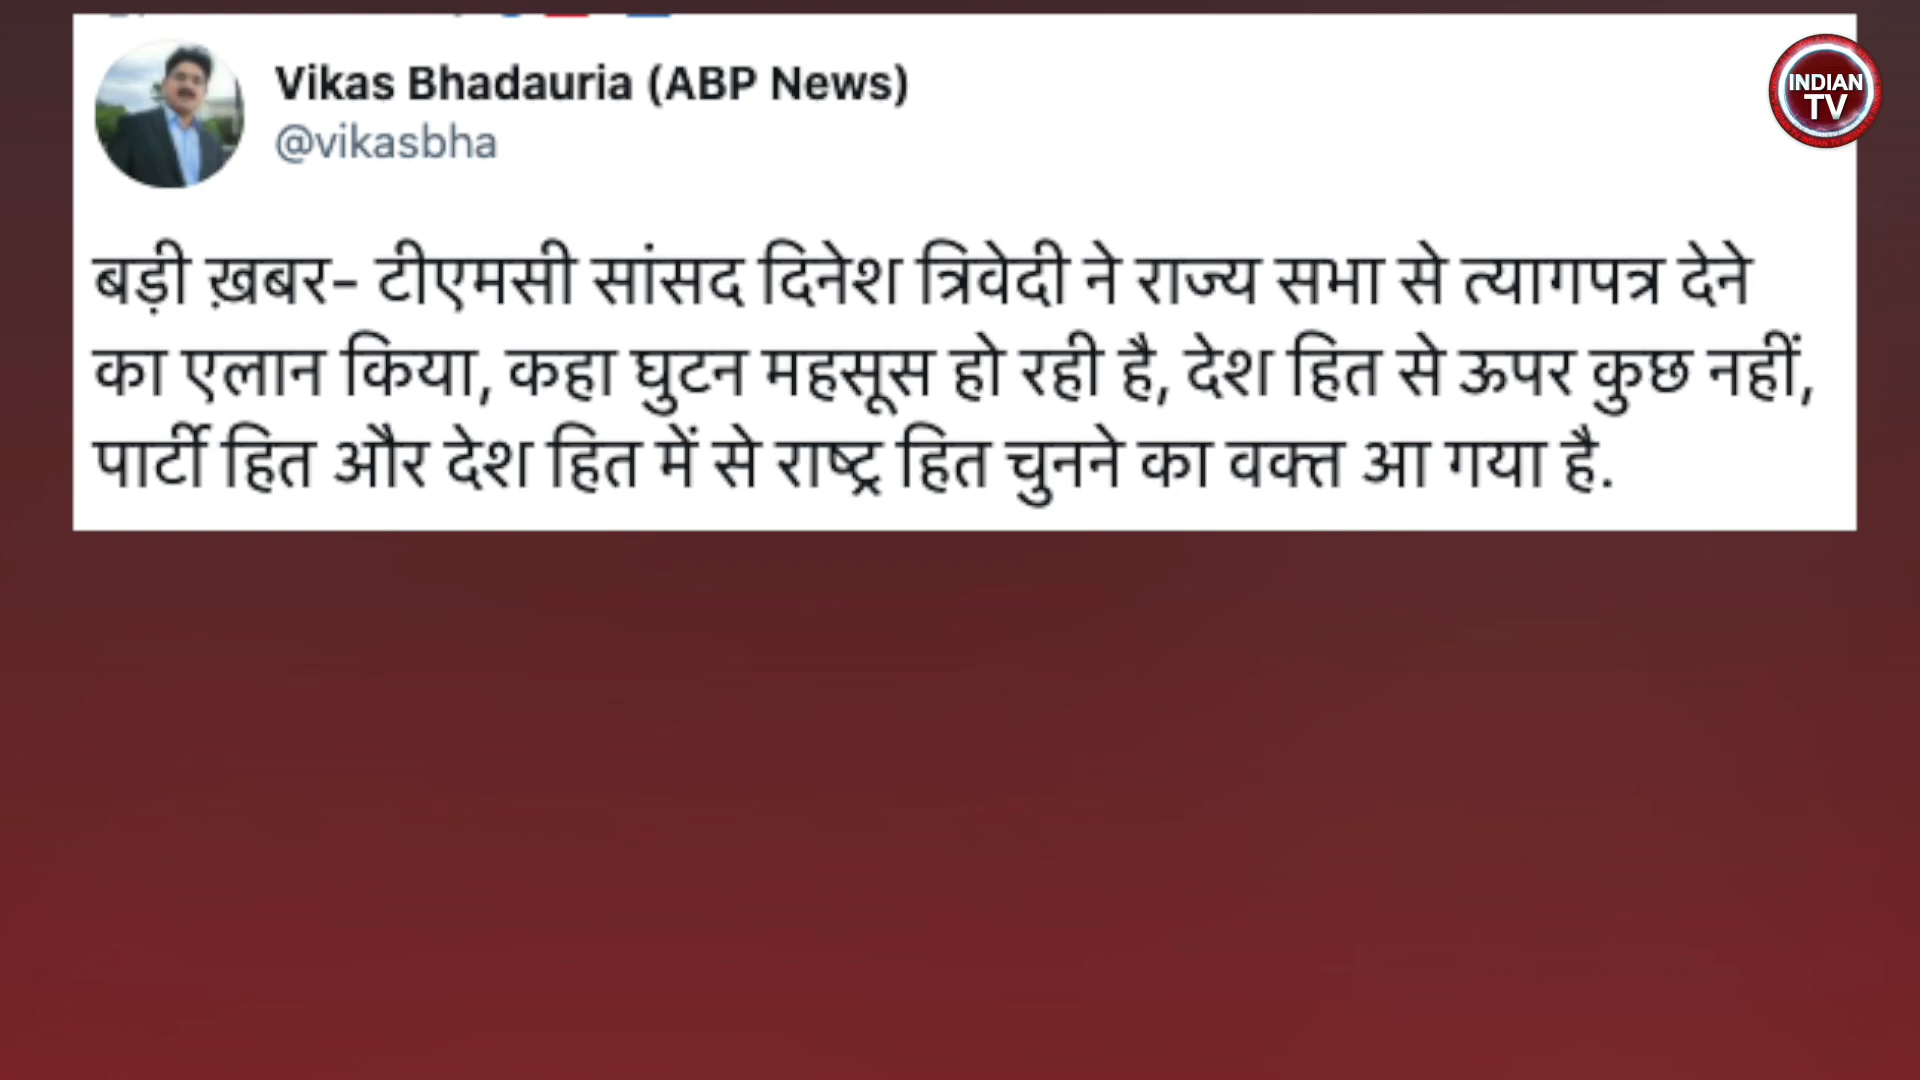 Vikas Bhadauria (ABP News)
@vikasbha
INDIAN
TV
बड़ी ख़बर- टीएमसी सांसद दिनेश त्रिवेदी ने राज्य सभा से त्यागपत्र देने
का एलान किया, कहा घुटन महसूस हो रही है, देश हित से ऊपर कुछ नहीं,
पार्टी हित और देश हित में से राष्ट्र हित चुनने का वक्त आ गया है.